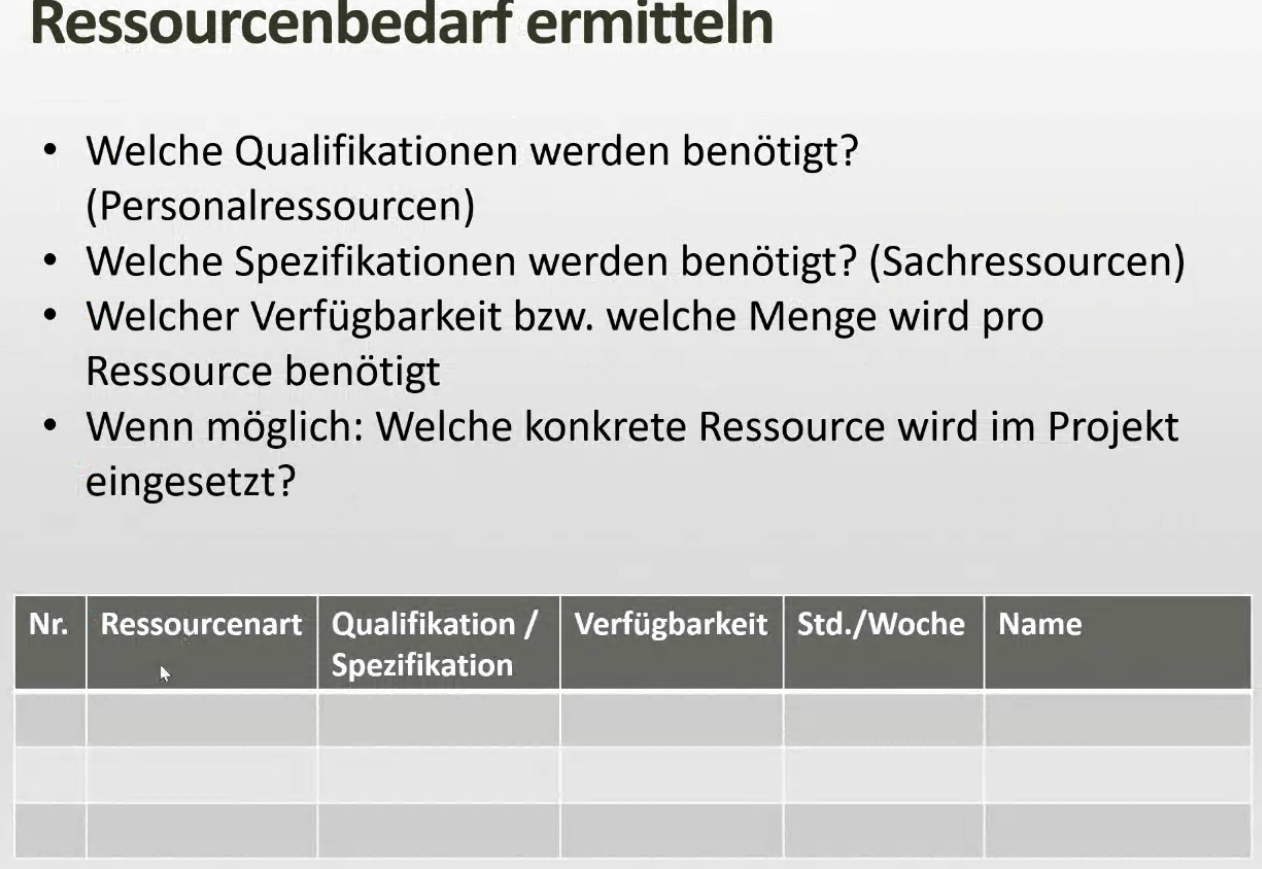 Ressourcenbedarf ermitteln
• Welche Qualifikationen werden benötigt?
(Personalressourcen)
• Welche Spezifikationen werden benötigt? (Sachressourcen)
• Welcher Verfügbarkeit bzw. welche Menge wird pro
Ressource benötigt
• Wenn möglich: Welche konkrete Ressource wird im Projekt
eingesetzt?
Nr. Ressourcenart Qualifikation / Verfügbarkeit Std./Woche Name
Spezifikation